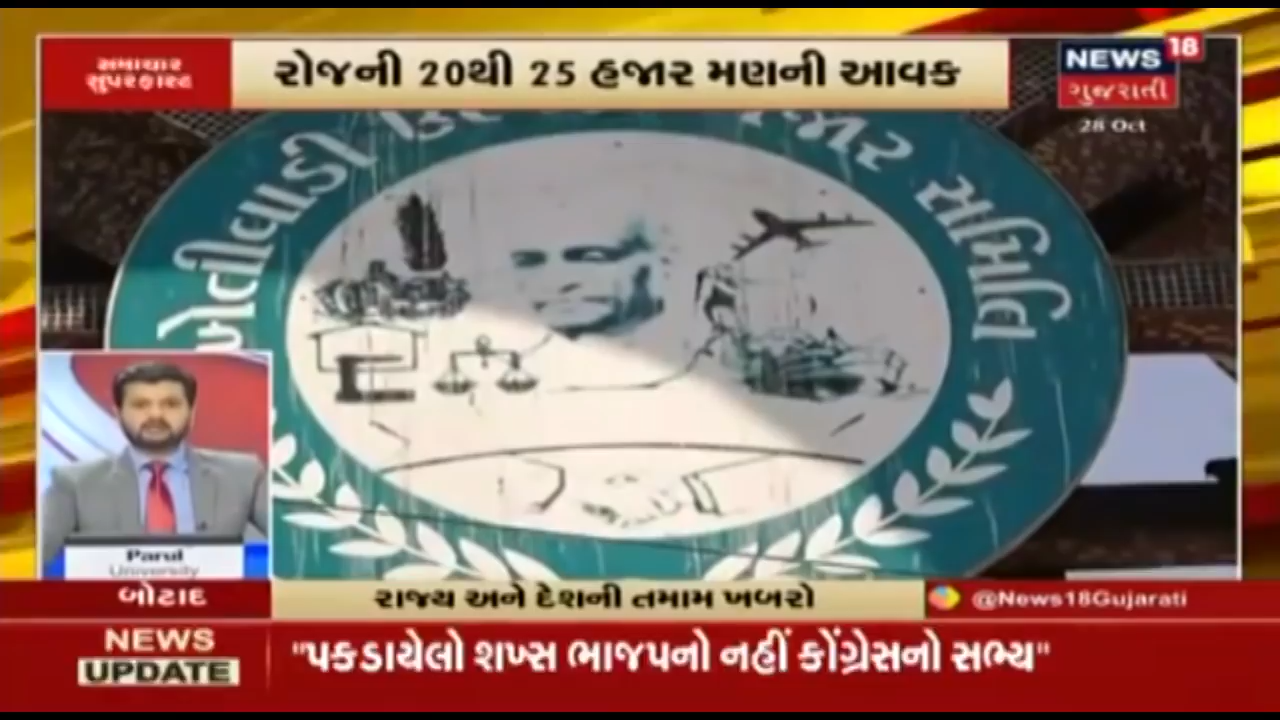 સમાચાર
સુપરફાસ્ટ
રોજની 20થી 25 હજાર મણની આવક
NEWS 18
ગુજરાતી
28 Oct
ખેતીવાડી
બજાર સમિતિ
Parul
University
બોટાદ
રાજ્ય અને દેશની તમામ ખબરો
@News18Gujarati
NEWS
UPDATE
"પકડાયેલો શખ્સ ભાજપનો નહીં કોંગ્રેસનો સભ્ય"